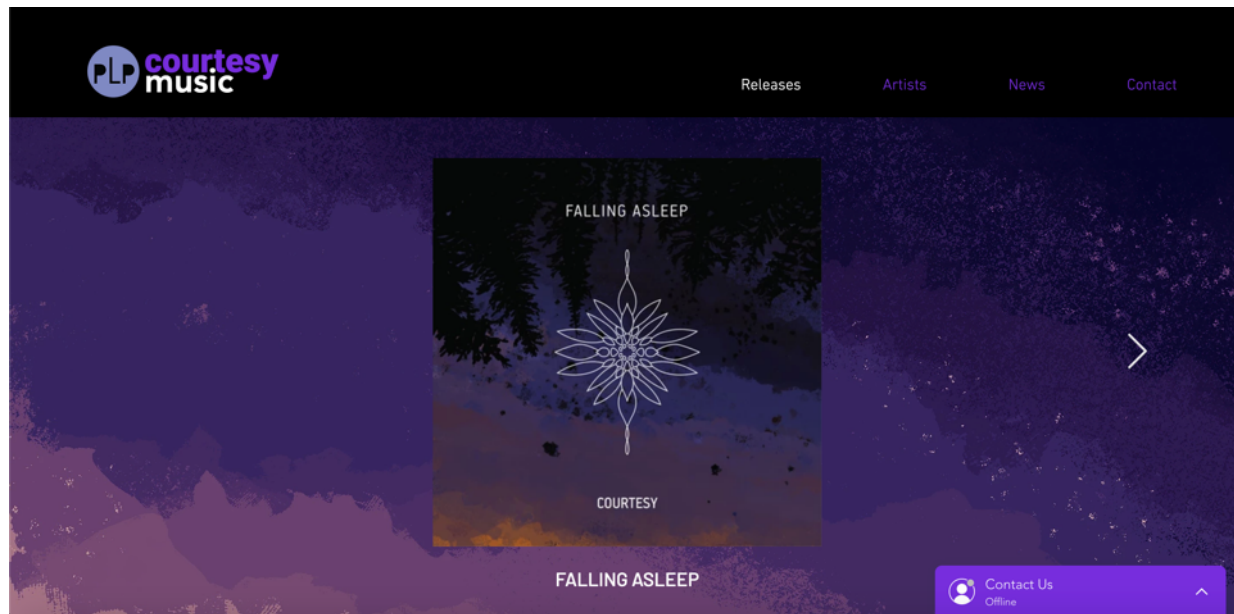 PLP
courtesy
music
Releases Artists News Contact
FALLING ASLEEP
COURTESY
FALLING ASLEEP
Contact Us
Offline